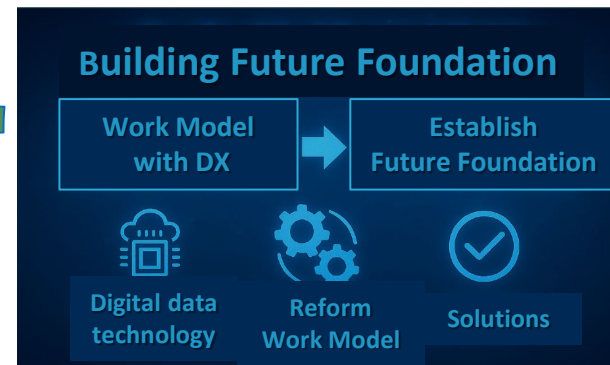 Building Future Foundation
Work Model
with DX
Establish
Future Foundation
Digital data
technology
Reform
Work Model
Solutions